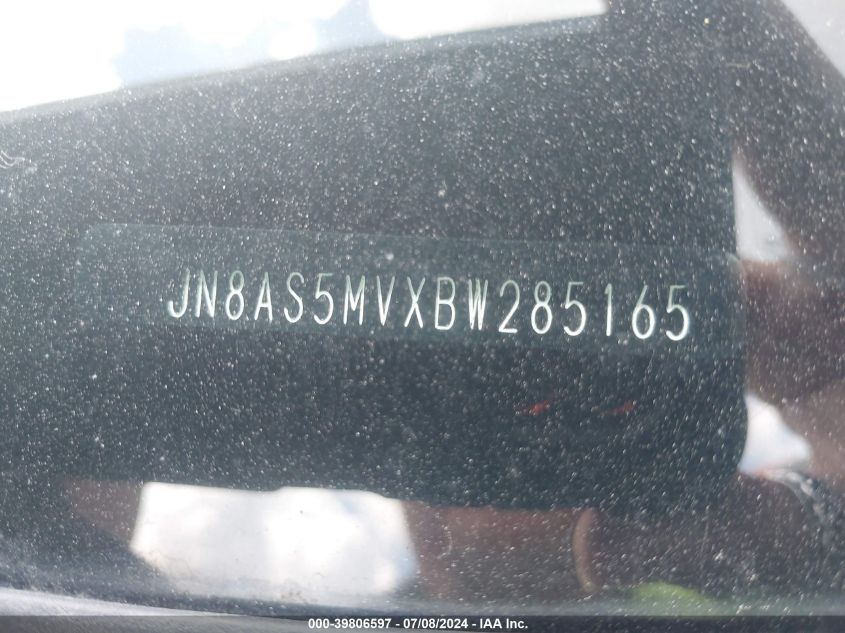 JN8AS5MVXBW285165
000-39806597 - 07/08/2024 - IAA Inc.